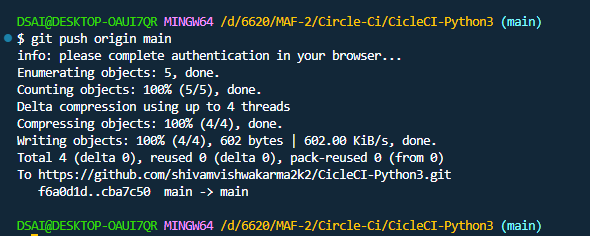 DSAI@DESKTOP-OAUI7QR MINGW64 /d/6620/MAF-2/Circle-Ci/CicleCI-Python3 (main)
$ git push origin main
info: please complete authentication in your browser...
Enumerating objects: 5, done.
Counting objects: 100% (5/5), done.
Delta compression using up to 4 threads
Compressing objects: 100% (4/4), done.
Writing objects: 100% (4/4), 602 bytes | 602.00 KiB/s, done.
Total 4 (delta 0), reused 0 (delta 0), pack-reused 0 (from 0)
To https://github.com/shivamvishwakarma2k2/CicleCI-Python3.git
   f6a0d1d..cba7c50  main -> main
DSAI@DESKTOP-OAUI7QR MINGW64 /d/6620/MAF-2/Circle-Ci/CicleCI-Python3 (main)